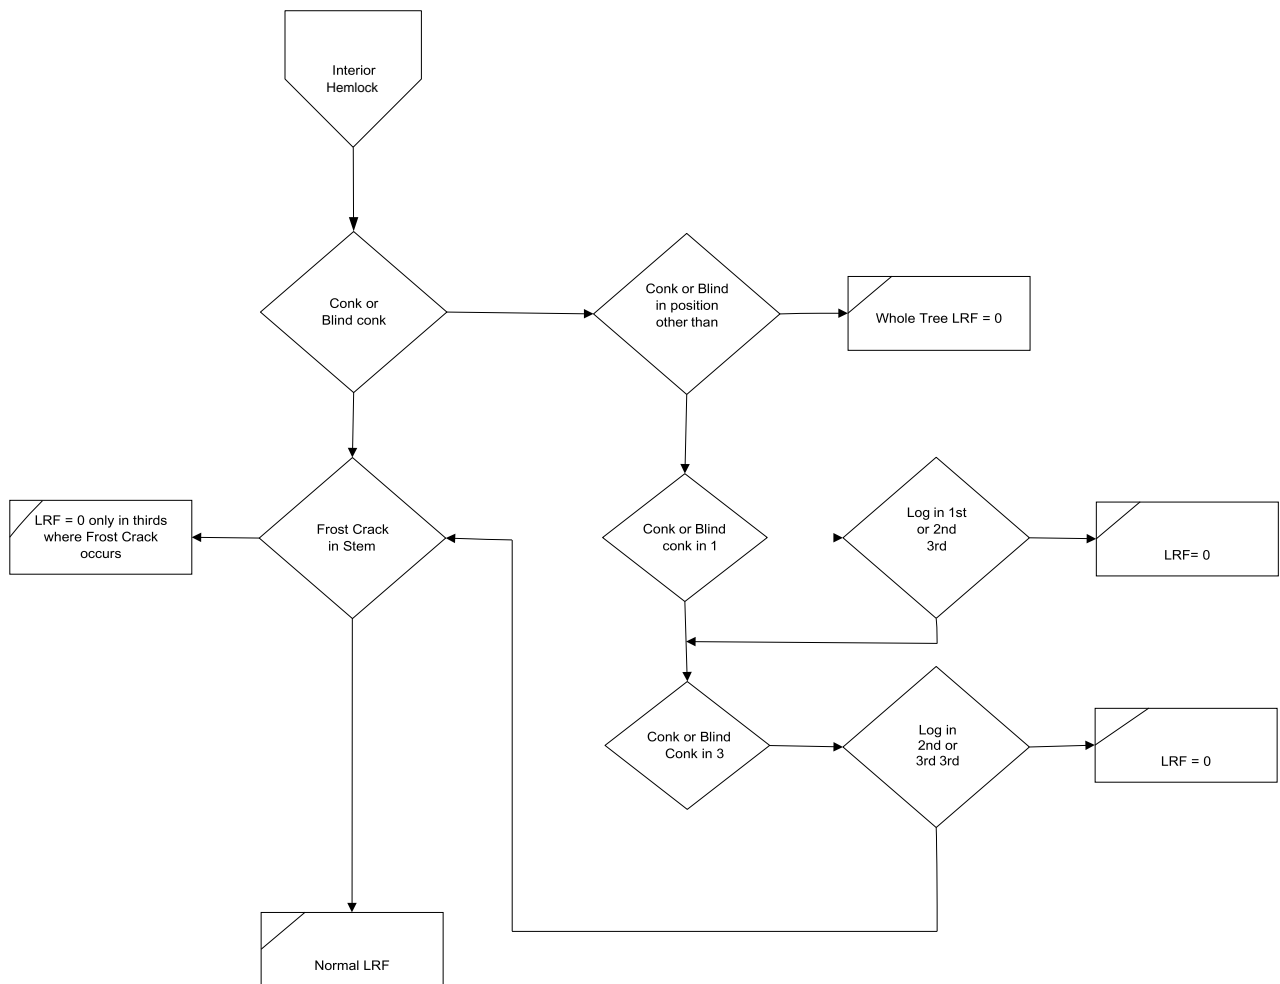 Interior
Hemlock
Conk or
Blind conk
Conk or Blind
in position
other than
Whole Tree LRF = 0
LRF = 0 only in thirds
where Frost Crack
occurs
Frost Crack
in Stem
Conk or Blind
conk in 1
Log in 1st
or 2nd
3rd
LRF= 0
Conk or Blind
Conk in 3
Log in
2nd or
3rd 3rd
LRF = 0
Normal LRF